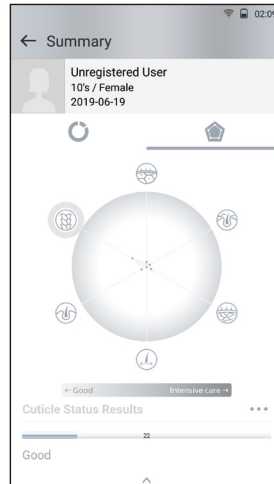 02:09
← Summary
Unregistered User
10's / Female
2019-06-19
← Good Intensive care →
Cuticle Status Results
22
Good